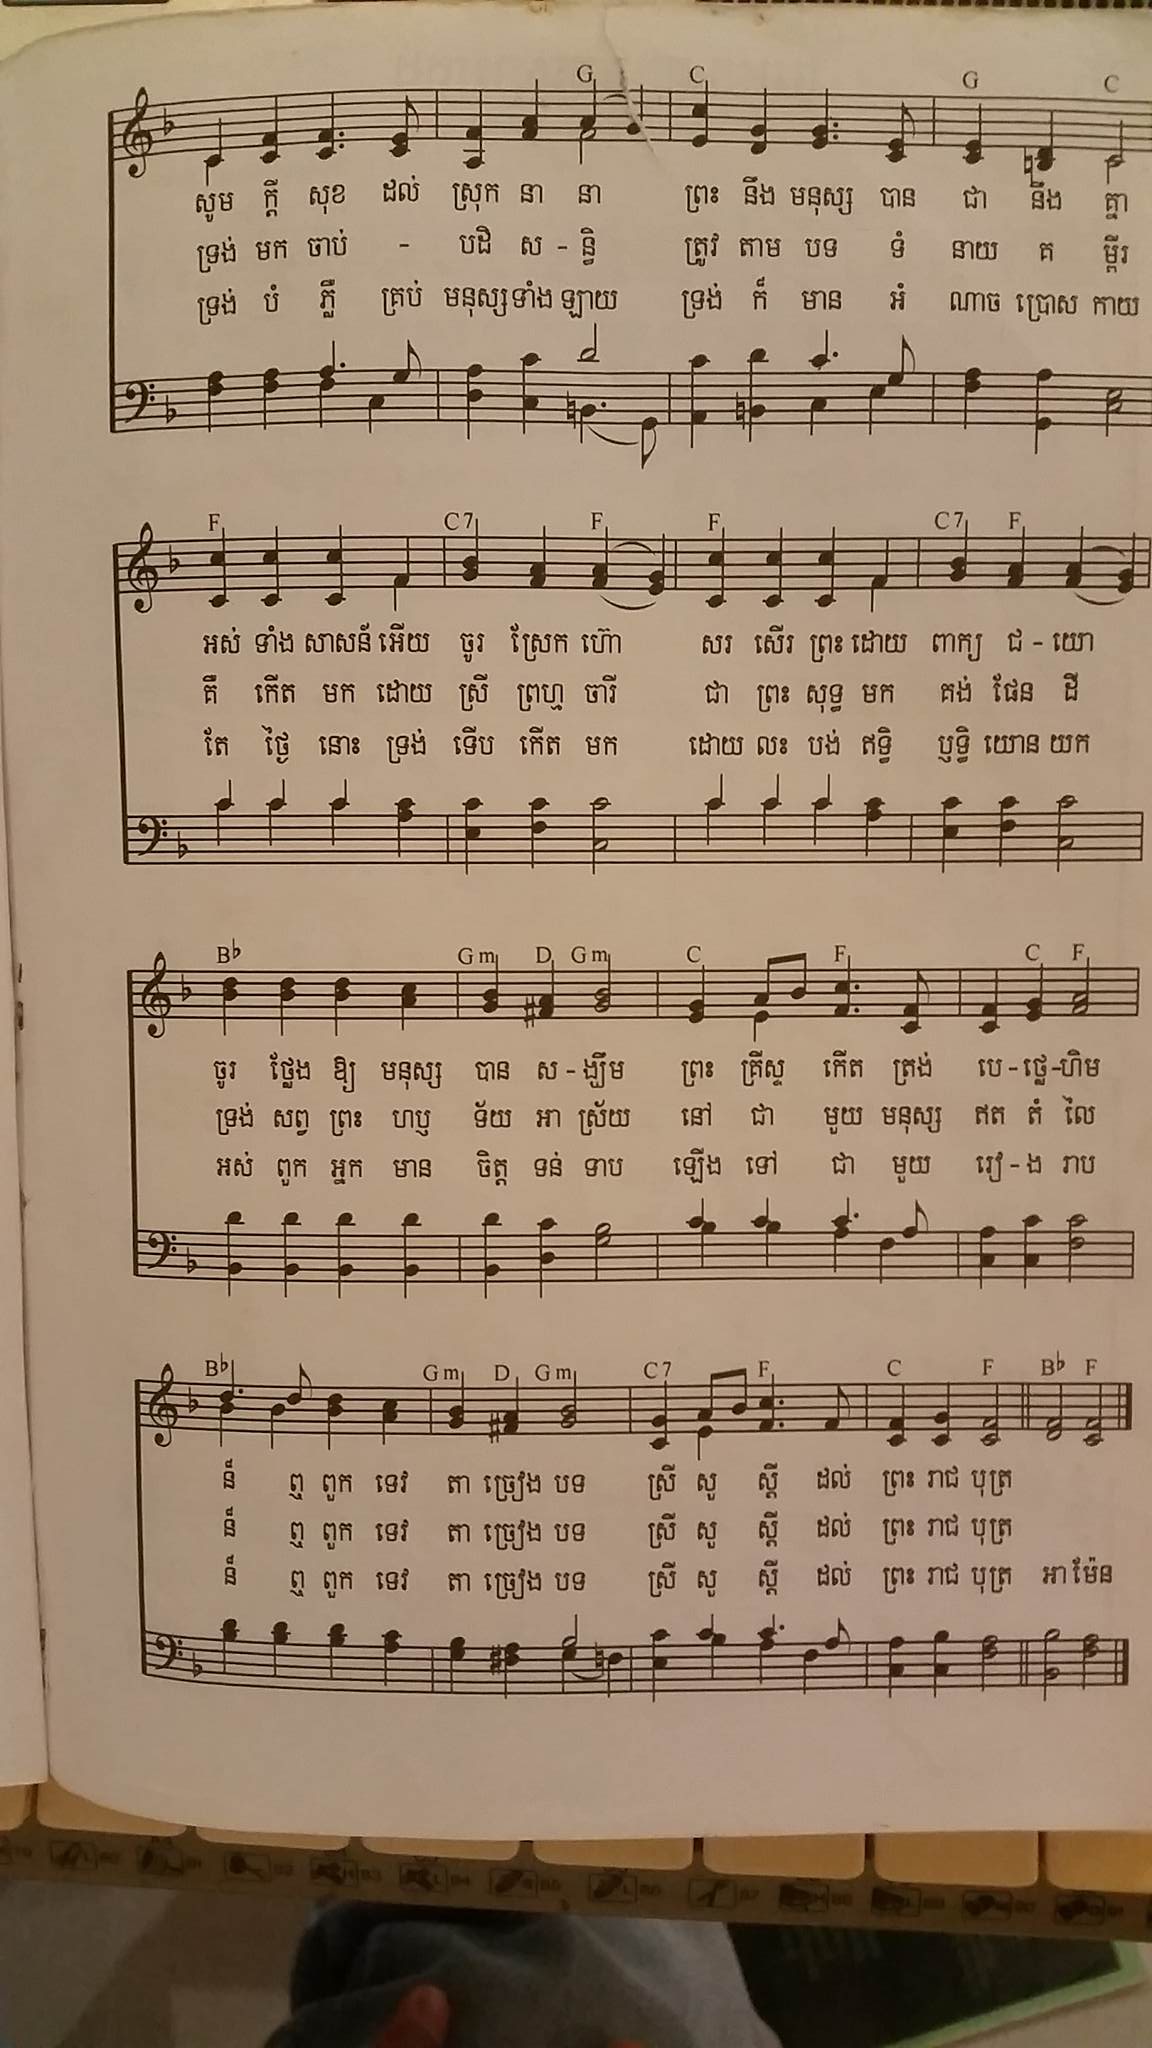 G C G C
សូម ក្ដី សុខ ដល់ ស្រុក នា នា ព្រះ នឹង មនុស្ស បាន ជា នឹង គ្នា
ទ្រង់ មក ចាប់ - បដិ ស - ន្ធិ ត្រូវ តាម បទ ទំ នាយ គ ម្ពីរ
ទ្រង់ បំ ភ្លឺ គ្រប់ មនុស្ស ទាំង ឡាយ ទ្រង់ ក៏ មាន អំ ណាច ប្រោស កាយ
F C7 F F C7 F
អស់ ទាំង សាសន៍ អើយ ចូរ ស្រែក ហ៊ោ សរ សើរ ព្រះ ដោយ ពាក្យ ជ - យោ
គឺ កើត មក ដោយ ស្រី ព្រហ្ម ចារី ជា ព្រះ សុទ្ធ មក គង់ ផែន ដី
តែ ថ្ងៃ នោះ ទ្រង់ ទើប កើត មក ដោយ លះ បង់ ឥទ្ធិ ឫទ្ធិ យោន យក
B♭ Gm D Gm C F C F
ចូរ ថ្លែង ឱ្យ មនុស្ស បាន ស - ង្ឃឹម ព្រះ គ្រីស្ទ កើត ត្រង់ បេ - ថ្លេ - ហិម
ទ្រង់ សព្វ ព្រះ ហឫ ទ័យ អា ស្រ័យ នៅ ជា មួយ មនុស្ស ឥត តំ លៃ
អស់ ពួក អ្នក មាន ចិត្ត ទន់ ទាប ឡើង ទៅ ជា មួយ រៀ - ង រាប
B♭ Gm D Gm C7 F C F B♭ F
នែ៎ ឮ ពួក ទេវ តា ច្រៀង បទ ស្រី សួ ស្ដី ដល់ ព្រះ រាជ បុត្រ
នែ៎ ឮ ពួក ទេវ តា ច្រៀង បទ ស្រី សួ ស្ដី ដល់ ព្រះ រាជ បុត្រ
នែ៎ ឮ ពួក ទេវ តា ច្រៀង បទ ស្រី សួ ស្ដី ដល់ ព្រះ រាជ បុត្រ អា ម៉ែន